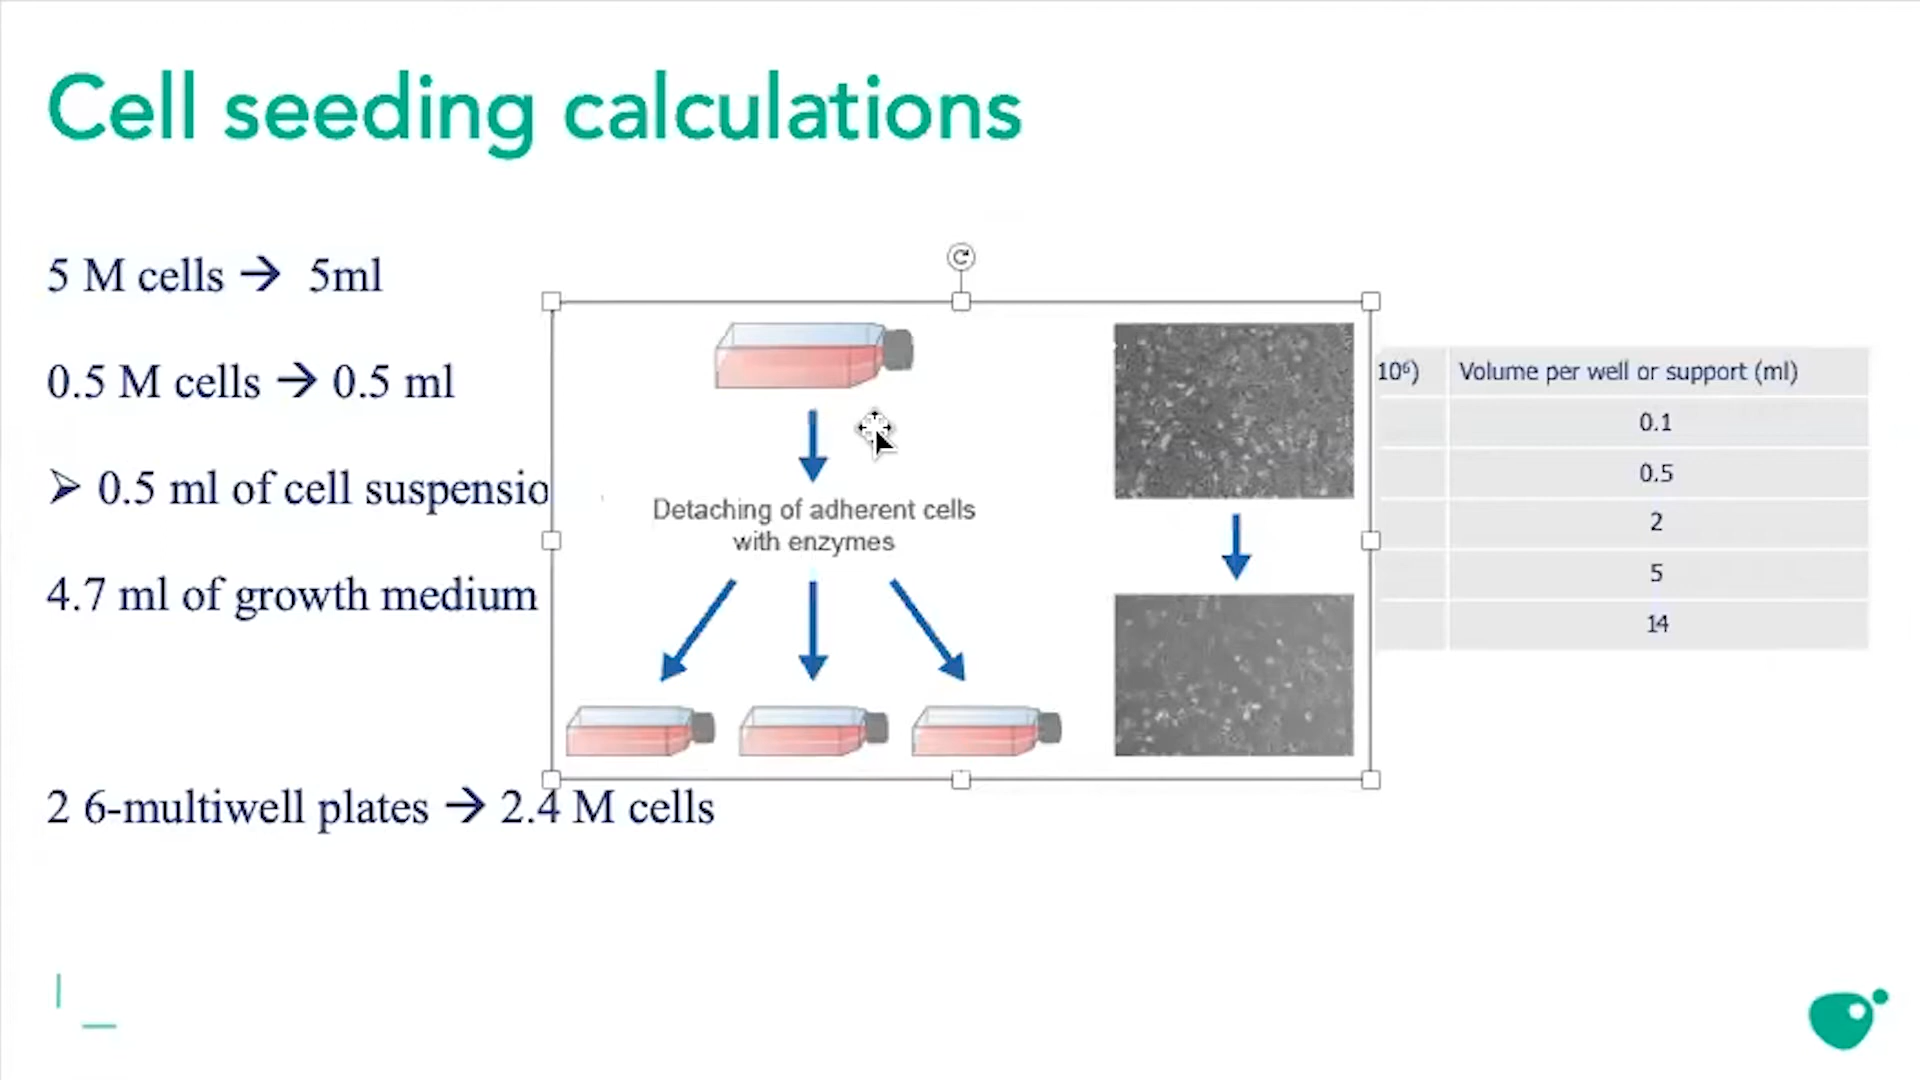 Cell seeding calculations
5 M cells → 5ml
0.5 M cells → 0.5 ml
➢ 0.5 ml of cell suspensio
4.7 ml of growth medium
2 6-multiwell plates → 2.4 M cells
Detaching of adherent cells
with enzymes
10⁶) Volume per well or support (ml)
0.1
0.5
2
5
14